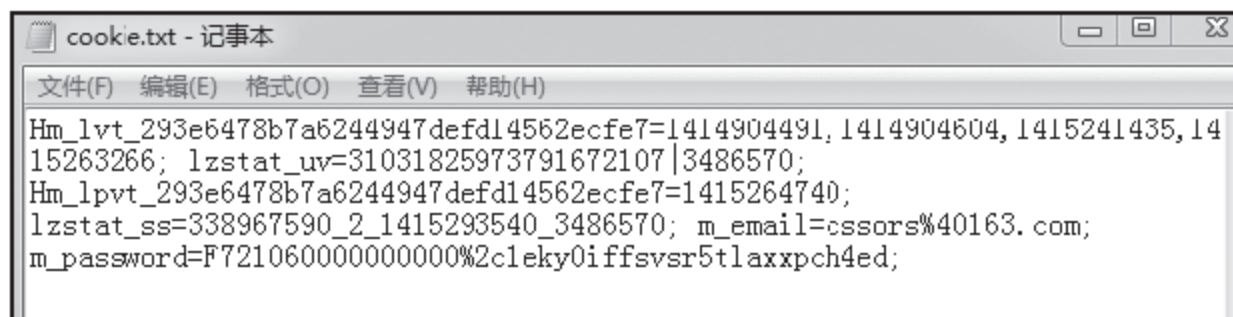 cookie.txt - 记事本
文件(F) 编辑(E) 格式(O) 查看(V) 帮助(H)
Hm_lvt_293e6478b7a6244947defd14562ecfe7=1414904491,1414904604,1415241435,14
15263266; lzstat_uv=31031825973791672107|3486570;
Hm_lpvt_293e6478b7a6244947defd14562ecfe7=1415264740;
lzstat_ss=338967590_2_1415293540_3486570; m_email=cssors%40163.com;
m_password=F721060000000000%2cleky0iffsvsr5tlaxxpch4ed;